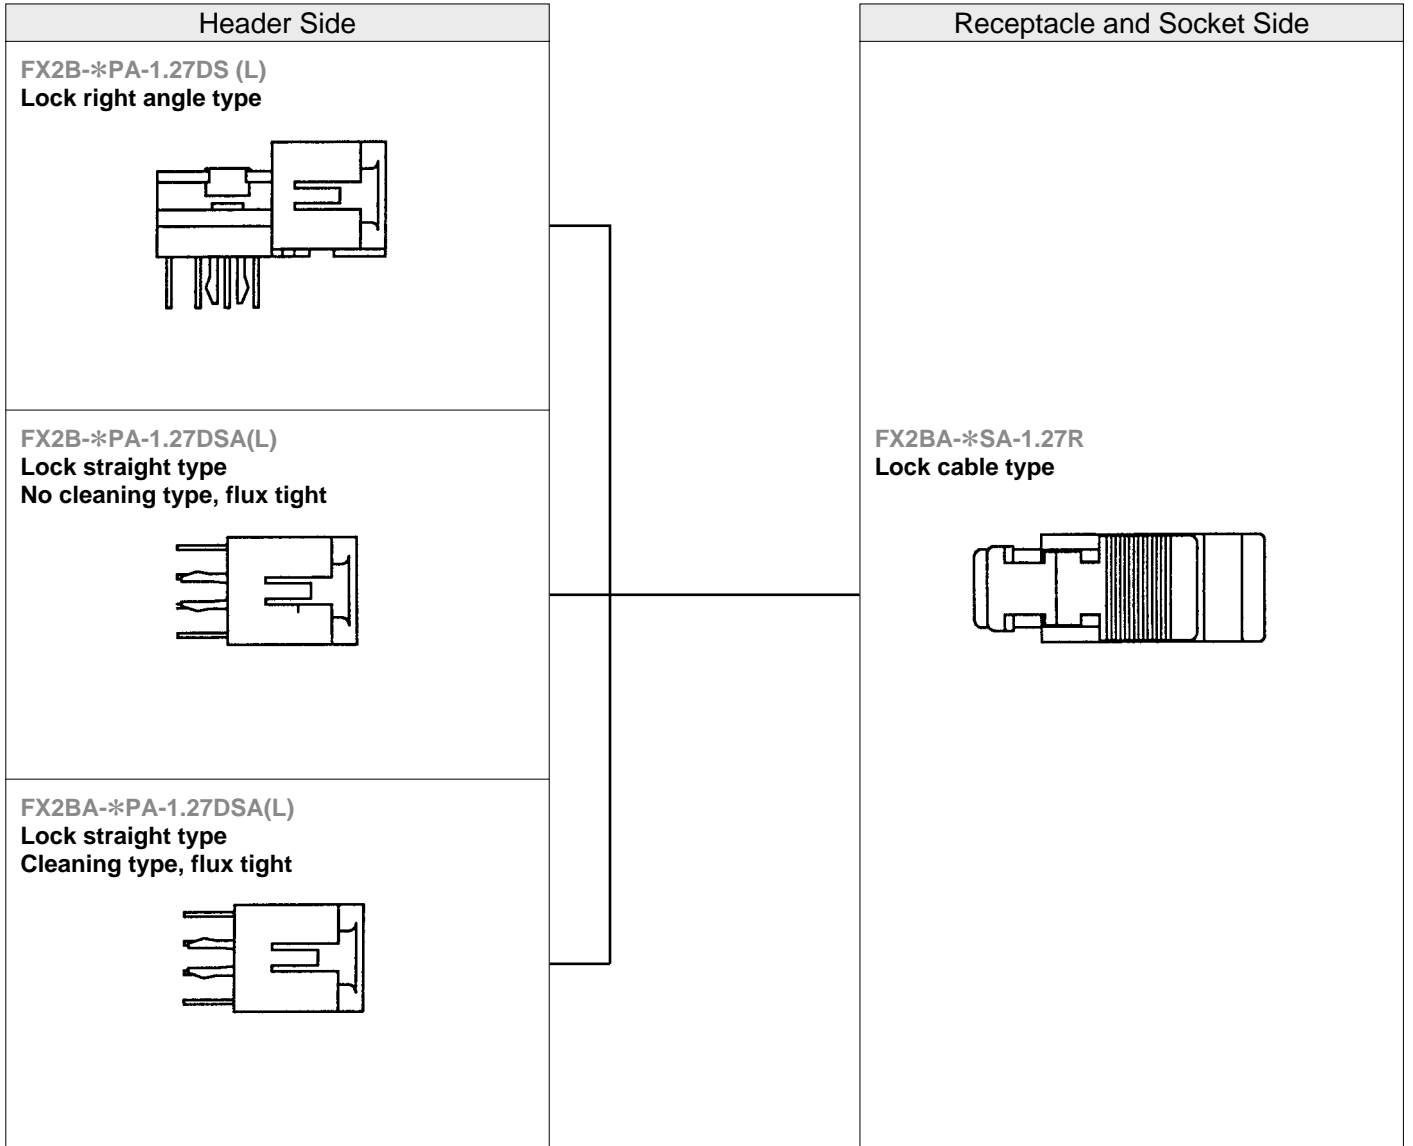 Header Side
Receptacle and Socket Side
FX2B-*PA-1.27DS (L)
Lock right angle type
FX2B-*PA-1.27DSA(L)
Lock straight type
No cleaning type, flux tight
FX2BA-*SA-1.27R
Lock cable type
FX2BA-*PA-1.27DSA(L)
Lock straight type
Cleaning type, flux tight